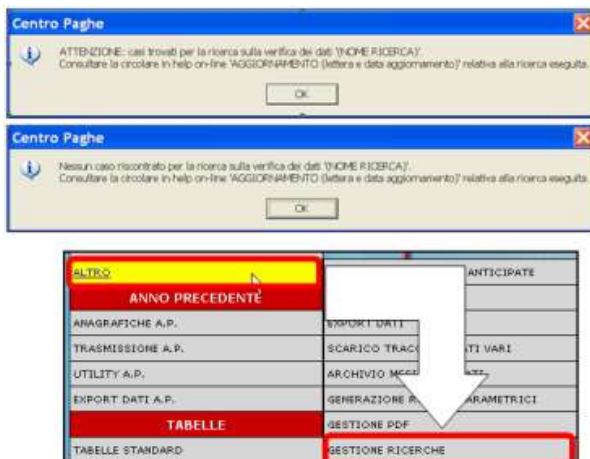 Centro Paghe
ATTENZIONE: casi trovati per la ricerca sulla verifica dei dati '(NOME RICERCA)'.
Consultare la circolare in help on-line 'AGGIORNAMENTO (lettera e data aggiornamento)' relativa alla ricerca eseguita.
OK
Centro Paghe
Nessun caso riscontrato per la ricerca sulla verifica dei dati '(NOME RICERCA)'.
Consultare la circolare in help on-line 'AGGIORNAMENTO (lettera e data aggiornamento)' relativa alla ricerca eseguita.
OK
ALTRO
ANTICIPATE
ANNO PRECEDENTE
ANAGRAFICHE A.P.
EXPORT DATI
TRASMISSIONE A.P.
SCARICO TRACC
TI VARI
UTILITY A.P.
ARCHIVIO
EXPORT DATI A.P.
GENERAZIONE
ARAMETRICI
TABELLE
GESTIONE PDF
TABELLE STANDARD
GESTIONE RICERCHE